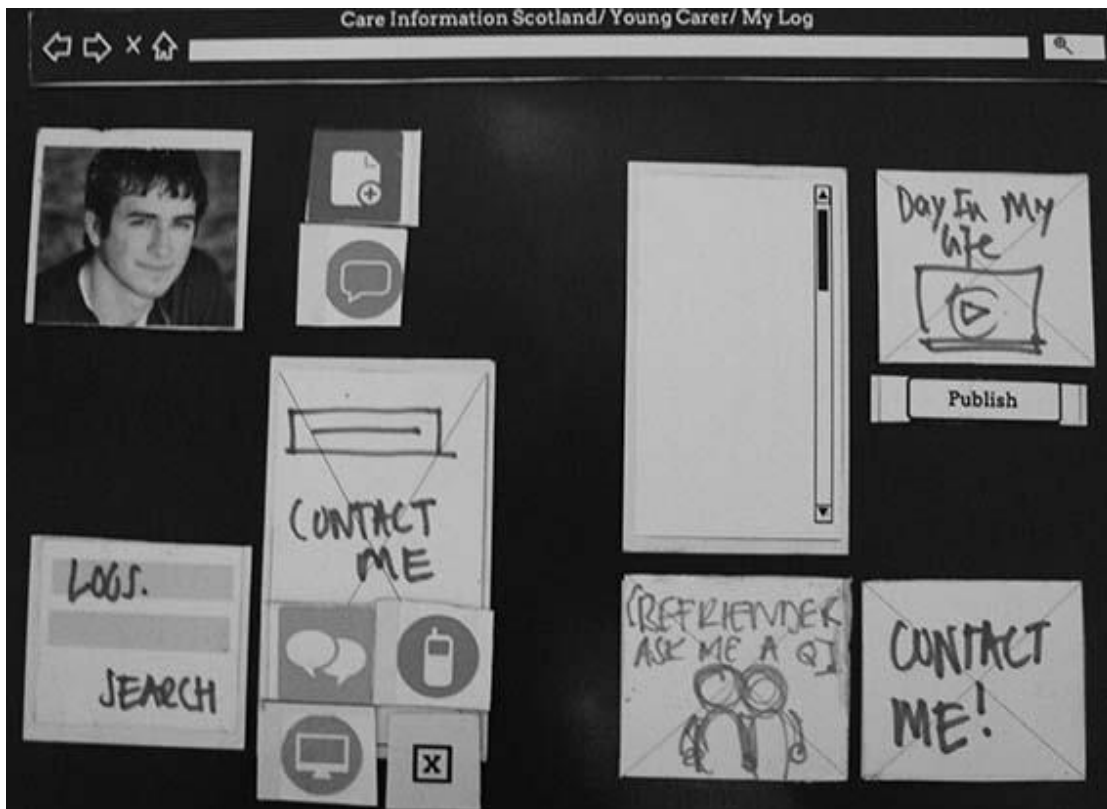 Care Information Scotland/ Young Carer/ My Log
Day In My
Life
Publish
CONTACT
ME
LOGS.
SEARCH
(BEFRIENDER
ASK ME A Q]
CONTACT
ME!
X